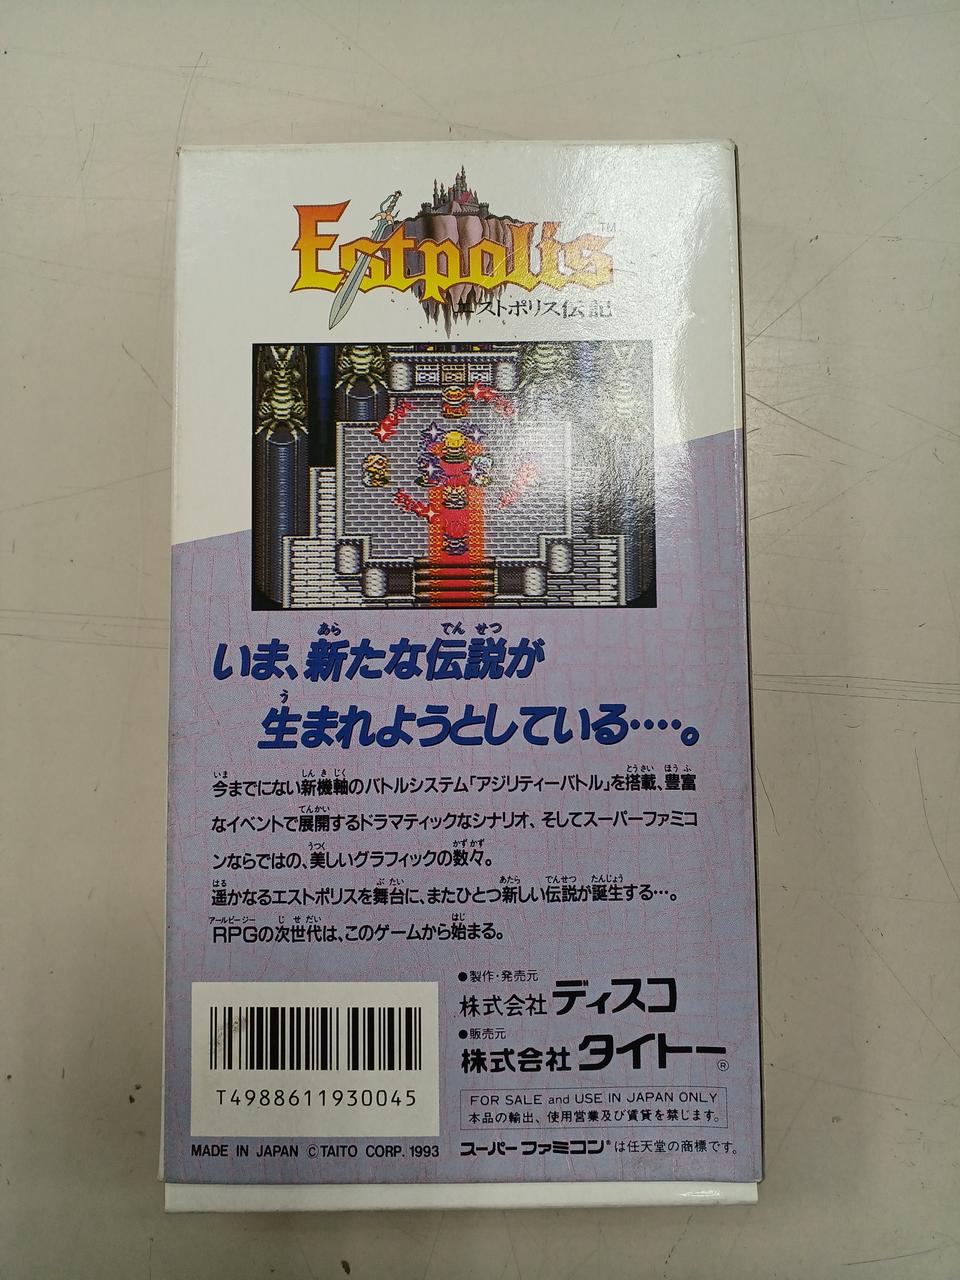 Estpolis™
エストポリス伝記
いま、新たな伝説が
生まれようとしている‥‥。
今までにない新機軸のバトルシステム「アジリティーバトル」を搭載、豊富
なイベントで展開するドラマティックなシナリオ、そしてスーパーファミコ
ンならではの、美しいグラフィックの数々。
遥かなるエストポリスを舞台に、またひとつ新しい伝説が誕生する…。
RPGの次世代は、このゲームから始まる。
●製作・発売元
株式会社 ディスコ
●販売元
株式会社 タイトー®
FOR SALE and USE IN JAPAN ONLY
本品の輸出、使用営業及び賃貸を禁じます。
T4988611930045
MADE IN JAPAN ©TAITO CORP. 1993
スーパーファミコン®は任天堂の商標です。